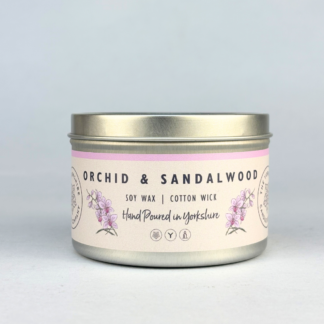 ORCHID & SANDALWOOD
SOY WAX | COTTON WICK
Hand Poured in Yorkshire
Y